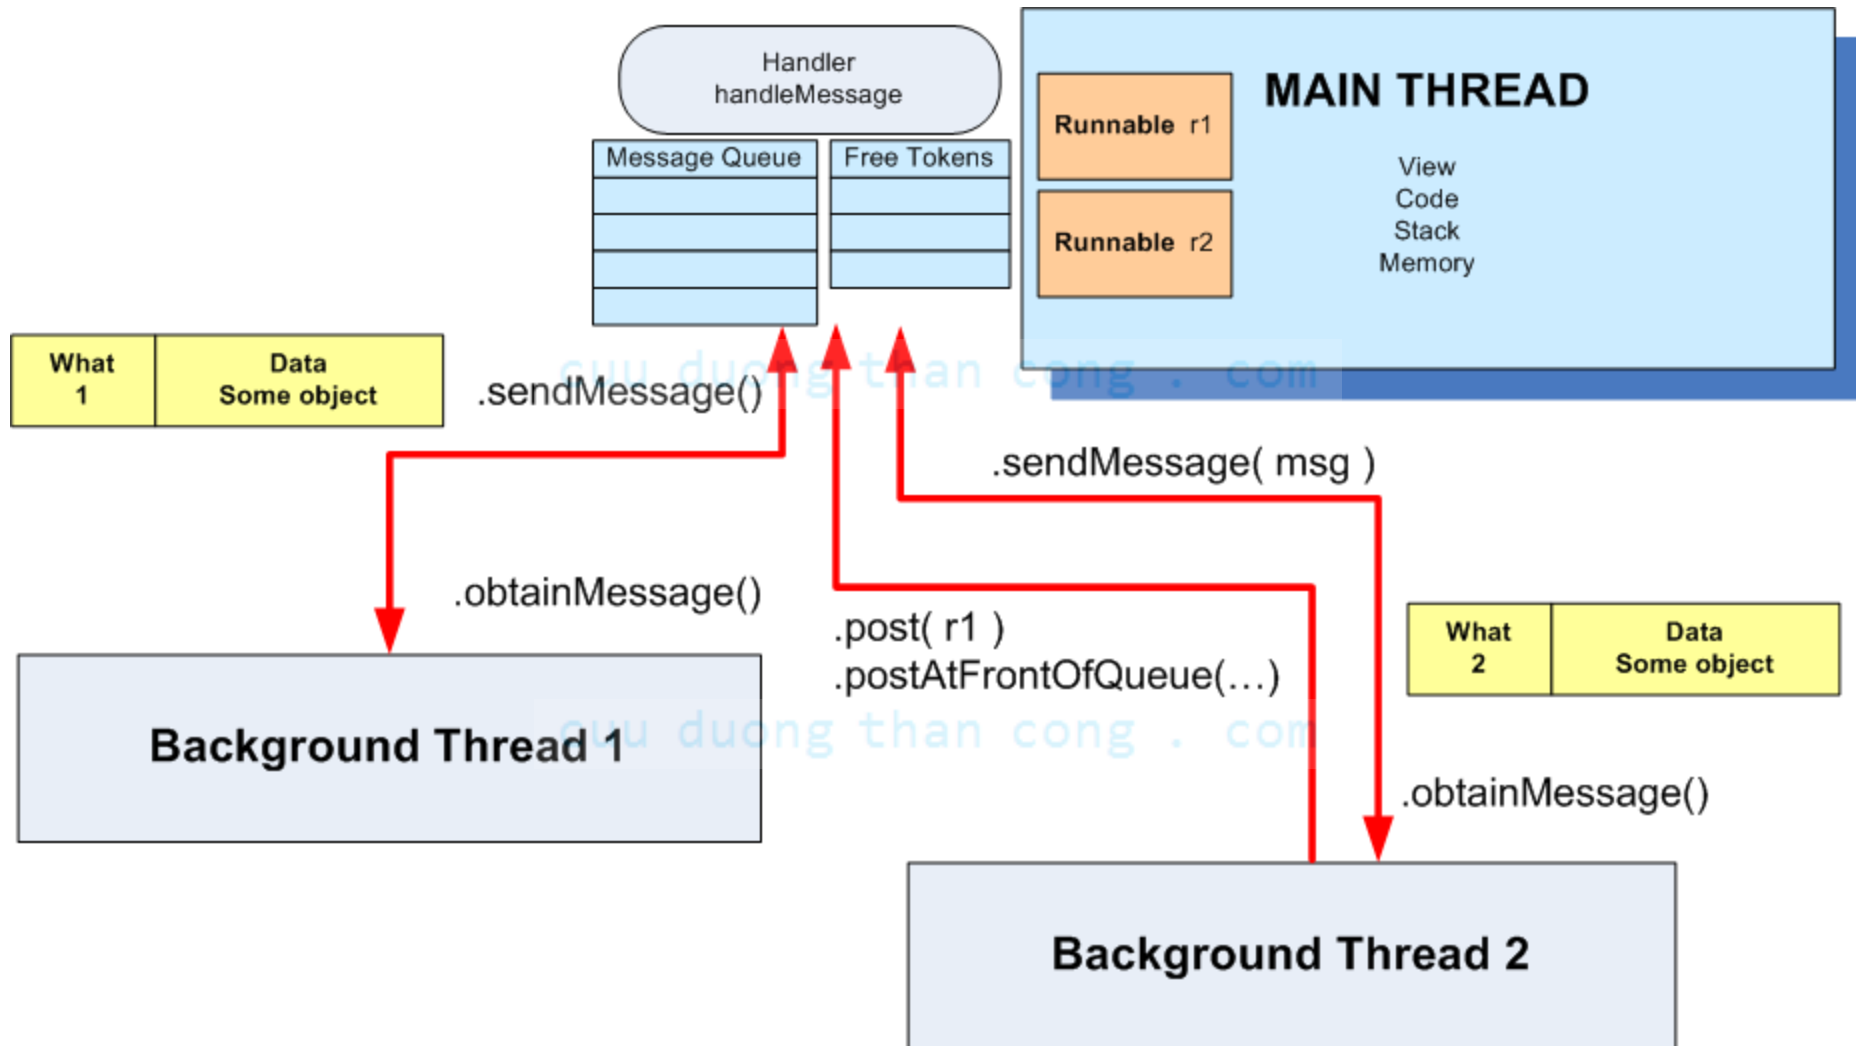 Handler
handleMessage
Message Queue
Free Tokens
Runnable r1
Runnable r2
MAIN THREAD
View
Code
Stack
Memory
What
1
Data
Some object
.sendMessage()
cuu duong than cong . com
.sendMessage( msg )
.obtainMessage()
.post( r1 )
.postAtFrontOfQueue(…)
What
2
Data
Some object
Background Thread 1
cuu duong than cong . com
.obtainMessage()
Background Thread 2